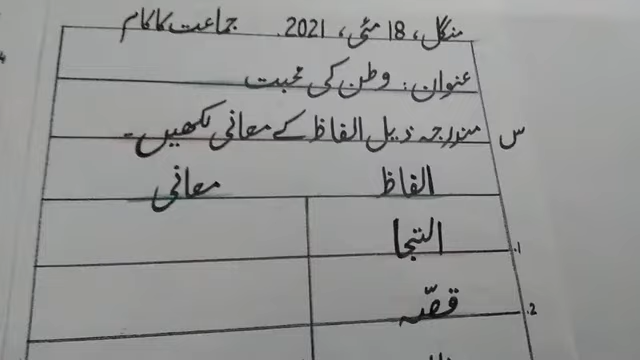 منگل، 18 مئی، 2021. جماعت کا کام
عنوان: وطن کی محبت
س مندرجہ ذیل الفاظ کے معانی لکھیں۔
الفاظ معانی
1. التجا
2. قصّہ